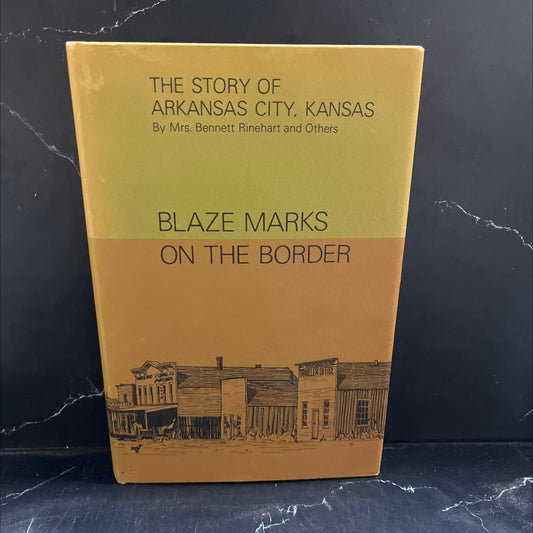 THE STORY OF
ARKANSAS CITY, KANSAS
By Mrs. Bennett Rinehart and Others
BLAZE MARKS
ON THE BORDER